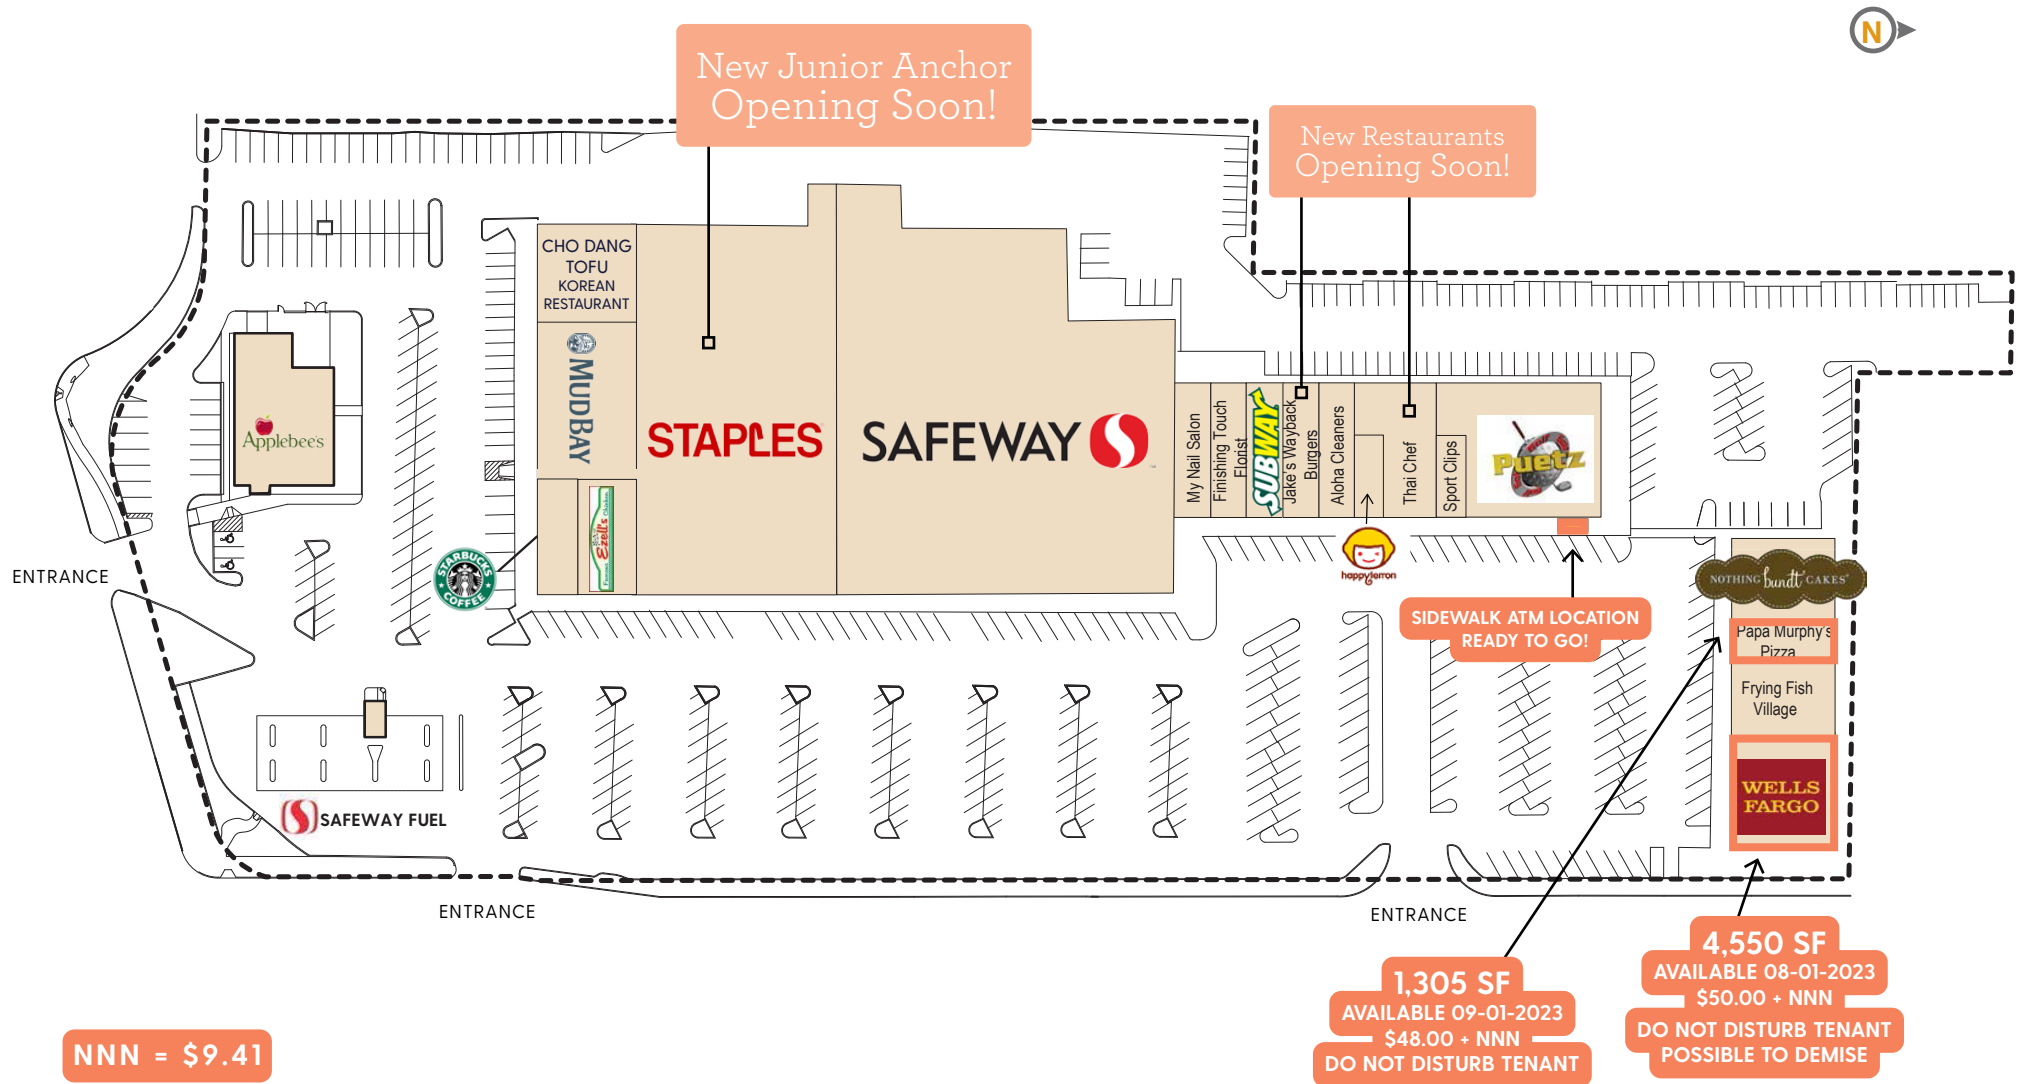 N
New Junior Anchor
Opening Soon!
New Restaurants
Opening Soon!
CHO DANG
TOFU
KOREAN
RESTAURANT
MUDBAY
STAPLES
SAFEWAY
Applebee's
My Nail Salon
Finishing Touch
Florist
SUBWAY
Jake's Wayback
Burgers
Aloha Cleaners
Thai Chef
Sport Clips
Puetz
happylemon
STARBUCKS
COFFEE
Famous Ezell's Chicken
ENTRANCE
SIDEWALK ATM LOCATION
READY TO GO!
NOTHING bundt CAKES
Papa Murphy's
Pizza
Frying Fish
Village
WELLS
FARGO
SAFEWAY FUEL
ENTRANCE
ENTRANCE
1,305 SF
AVAILABLE 09-01-2023
$48.00 + NNN
DO NOT DISTURB TENANT
4,550 SF
AVAILABLE 08-01-2023
$50.00 + NNN
DO NOT DISTURB TENANT
POSSIBLE TO DEMISE
NNN = $9.41